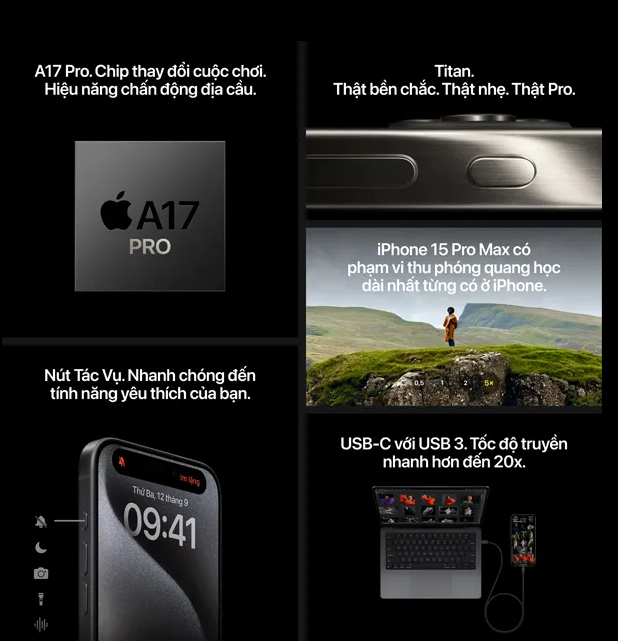 A17 Pro. Chip thay đổi cuộc chơi.
Hiệu năng chấn động địa cầu.
A17
PRO
Titan.
Thật bền chắc. Thật nhẹ. Thật Pro.
iPhone 15 Pro Max có
phạm vi thu phóng quang học
dài nhất từng có ở iPhone.
0,5 1 2 5×
Nút Tác Vụ. Nhanh chóng đến
tính năng yêu thích của bạn.
Im lặng
Thứ Ba, 12 tháng 9
09:41
USB-C với USB 3. Tốc độ truyền
nhanh hơn đến 20x.